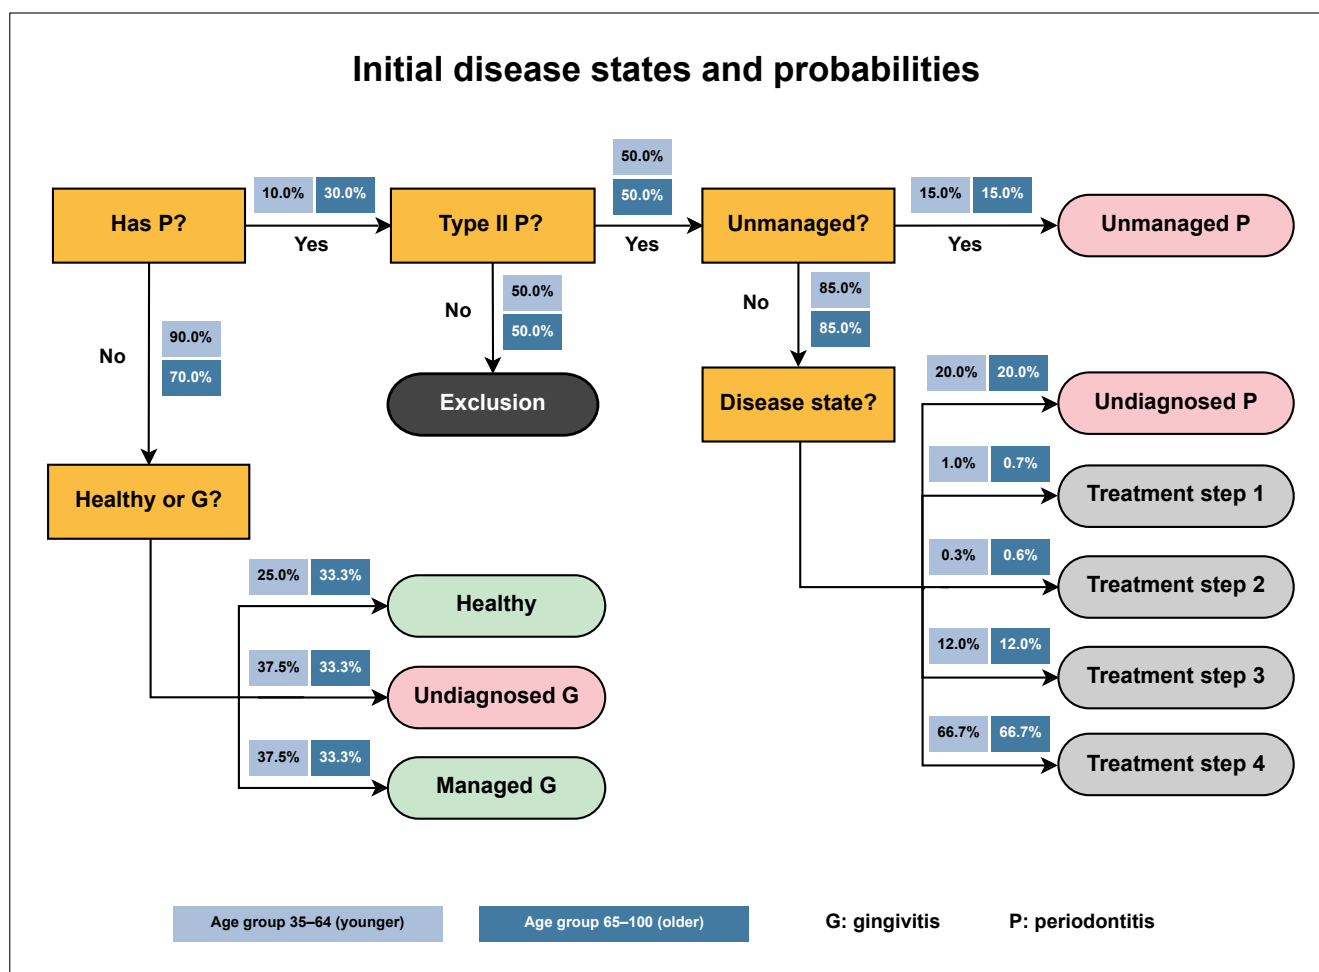 Initial disease states and probabilities
50.0%
10.0% 30.0%
50.0%
15.0% 15.0%
Has P?
Type II P?
Unmanaged?
Unmanaged P
Yes
Yes
Yes
No
90.0%
70.0%
No
50.0%
50.0%
No
85.0%
85.0%
Exclusion
Disease state?
20.0% 20.0%
Undiagnosed P
1.0% 0.7%
Treatment step 1
0.3% 0.6%
Treatment step 2
12.0% 12.0%
Treatment step 3
66.7% 66.7%
Treatment step 4
Healthy or G?
25.0% 33.3%
Healthy
37.5% 33.3%
Undiagnosed G
37.5% 33.3%
Managed G
Age group 35–64 (younger)
Age group 65–100 (older)
G: gingivitis
P: periodontitis